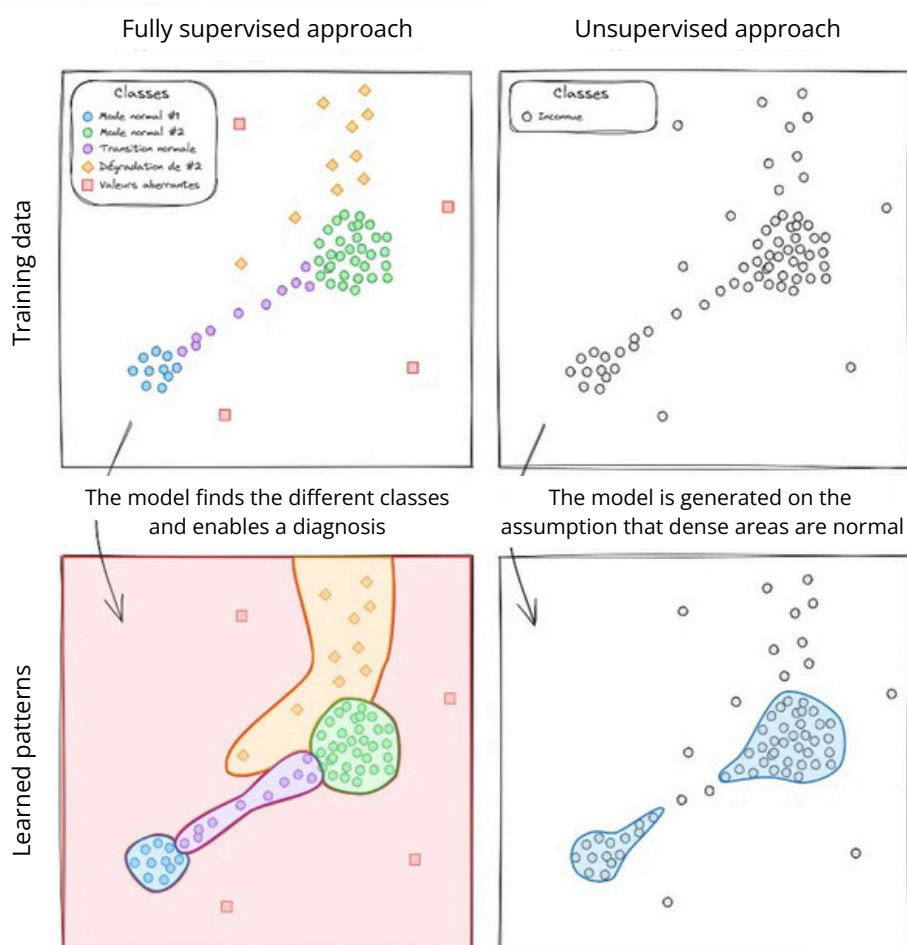 Fully supervised approach
Unsupervised approach
Training data
Classes
Mode normal #1
Mode normal #2
Transition normale
Dégradation de #2
Valeurs aberrantes
Classes
Inconnue
The model finds the different classes
and enables a diagnosis
The model is generated on the
assumption that dense areas are normal
Learned patterns